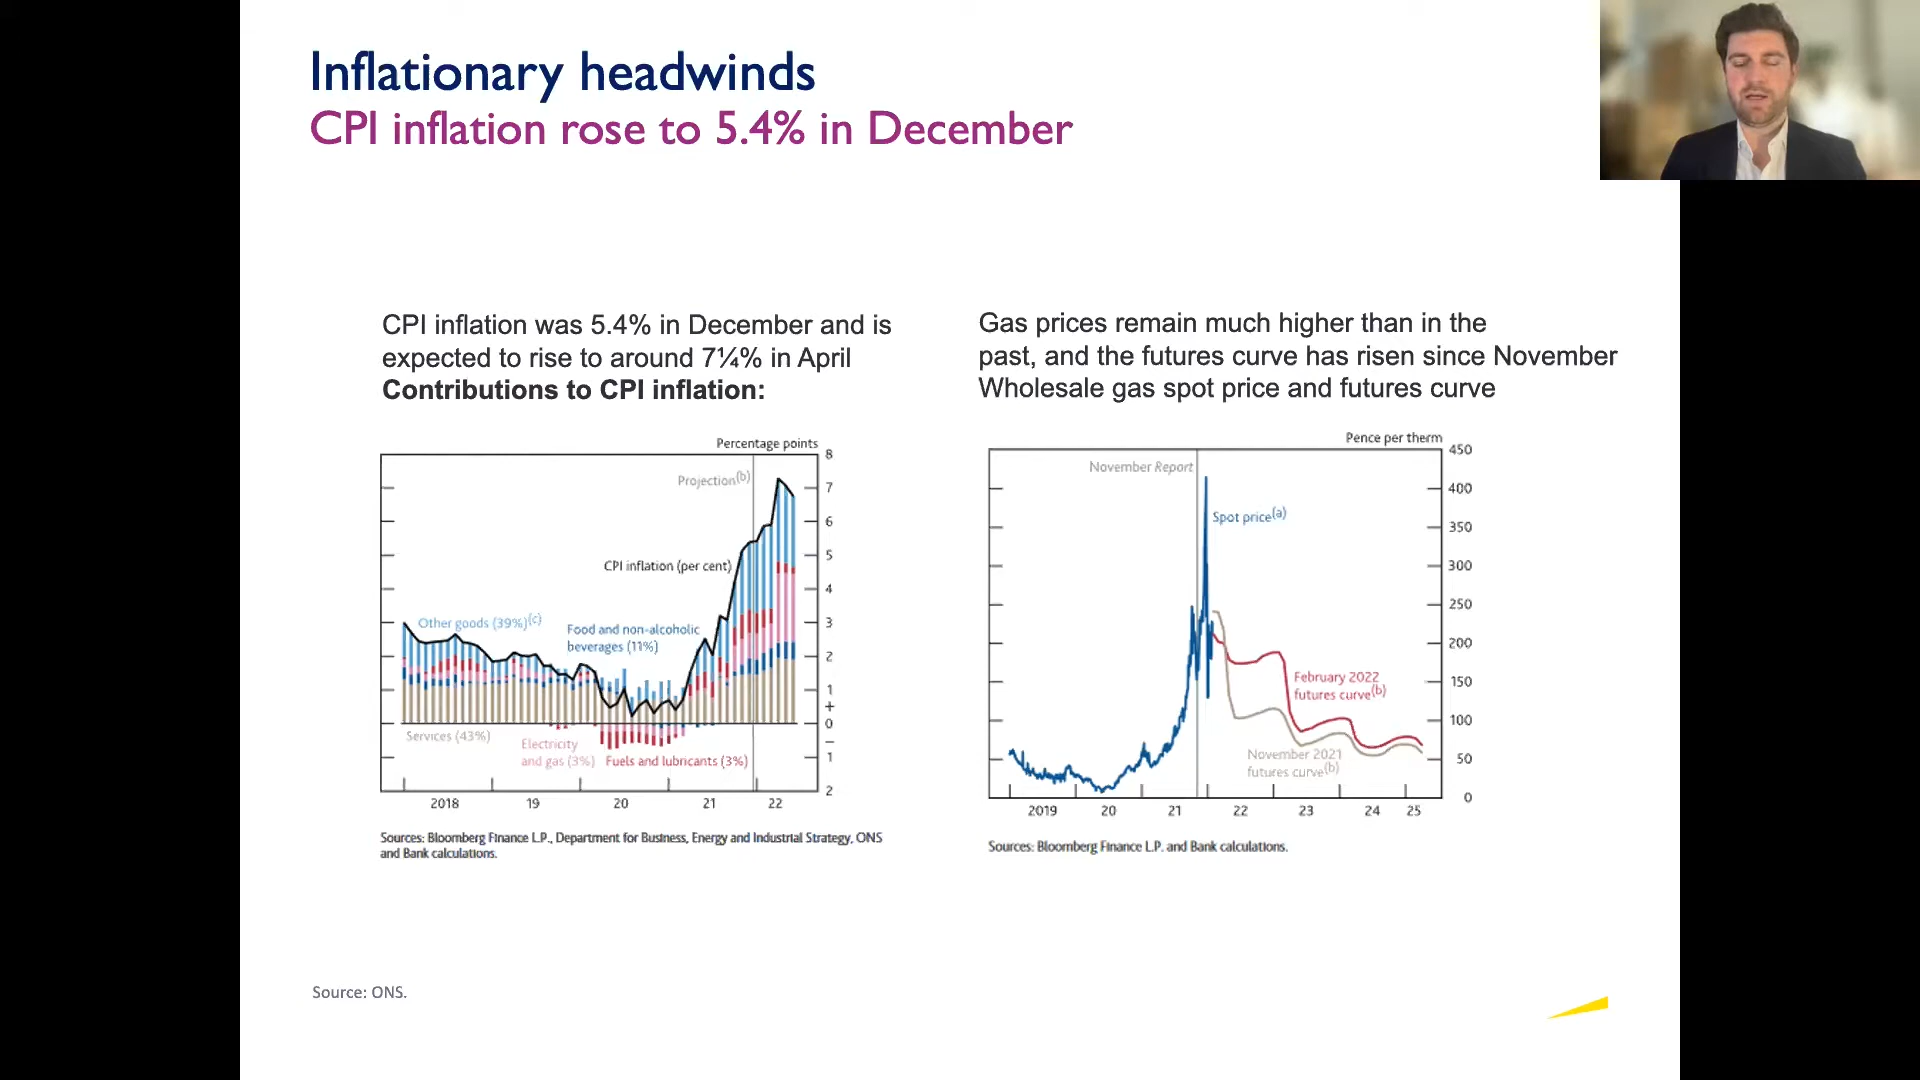 Inflationary headwinds
CPI inflation rose to 5.4% in December
CPI inflation was 5.4% in December and is
expected to rise to around 7¼% in April
Contributions to CPI inflation:
Percentage points
8
7
6
5
4
3
2
1
+
0
–
1
2
Projection(b)
CPI inflation (per cent)
Other goods (39%)(c)
Food and non-alcoholic
beverages (11%)
Services (43%)
Electricity
and gas (3%)
Fuels and lubricants (3%)
2018 19 20 21 22
Sources: Bloomberg Finance L.P., Department for Business, Energy and Industrial Strategy, ONS
and Bank calculations.
Gas prices remain much higher than in the
past, and the futures curve has risen since November
Wholesale gas spot price and futures curve
Pence per therm
450
400
350
300
250
200
150
100
50
0
November Report
Spot price(a)
February 2022
futures curve(b)
November 2021
futures curve(b)
2019 20 21 22 23 24 25
Sources: Bloomberg Finance L.P. and Bank calculations.
Source: ONS.